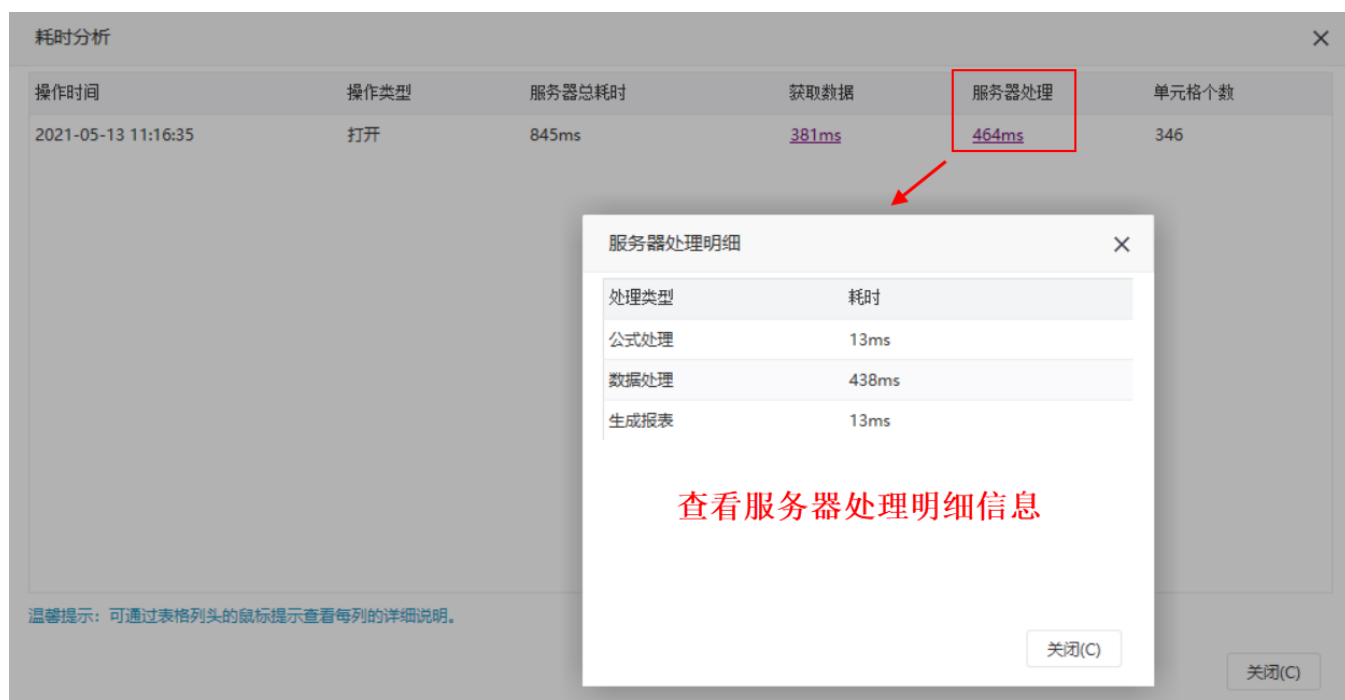 耗时分析
操作时间 操作类型 服务器总耗时 获取数据 服务器处理 单元格个数
2021-05-13 11:16:35 打开 845ms 381ms 464ms 346
服务器处理明细
处理类型 耗时
公式处理 13ms
数据处理 438ms
生成报表 13ms
查看服务器处理明细信息
温馨提示：可通过表格列头的鼠标提示查看每列的详细说明。
关闭(C)
关闭(C)